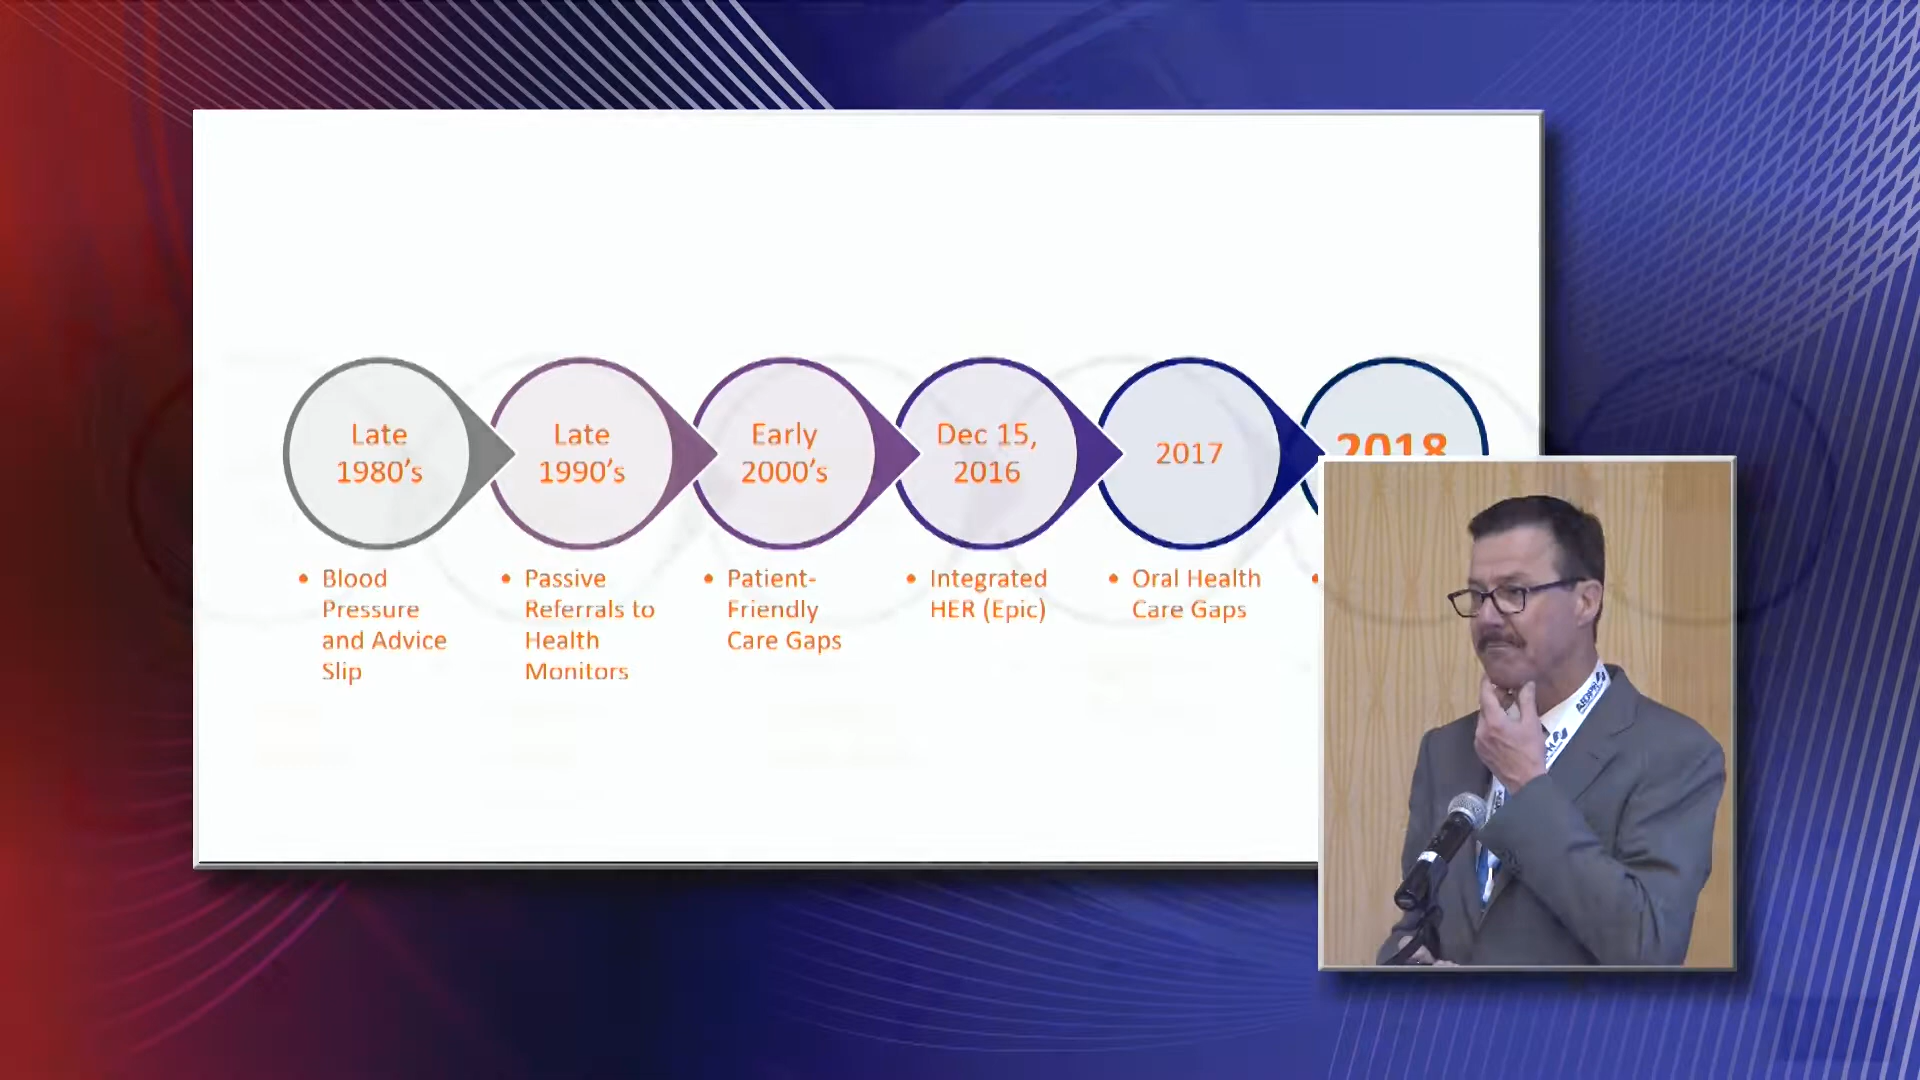 Late
1980's
Late
1990's
Early
2000's
Dec 15,
2016
2017
2018
• Blood
Pressure
and Advice
Slip
• Passive
Referrals to
Health
Monitors
• Patient-
Friendly
Care Gaps
• Integrated
HER (Epic)
• Oral Health
Care Gaps
•